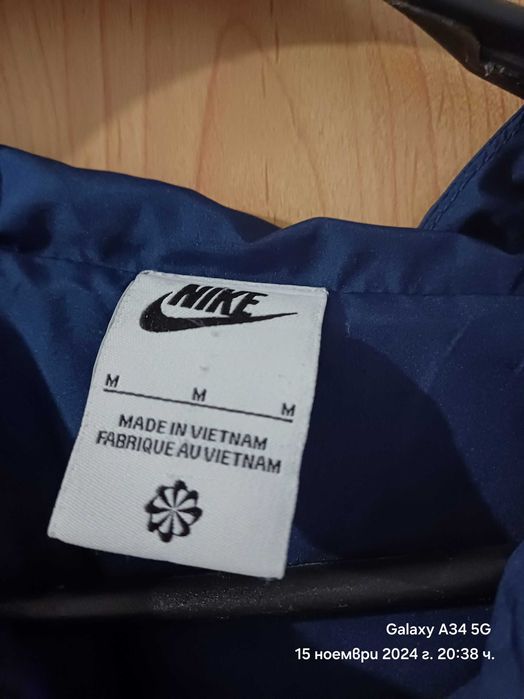 NIKE
M M M
MADE IN VIETNAM
FABRIQUE AU VIETNAM
Galaxy A34 5G
15 ноември 2024 г. 20:38 ч.